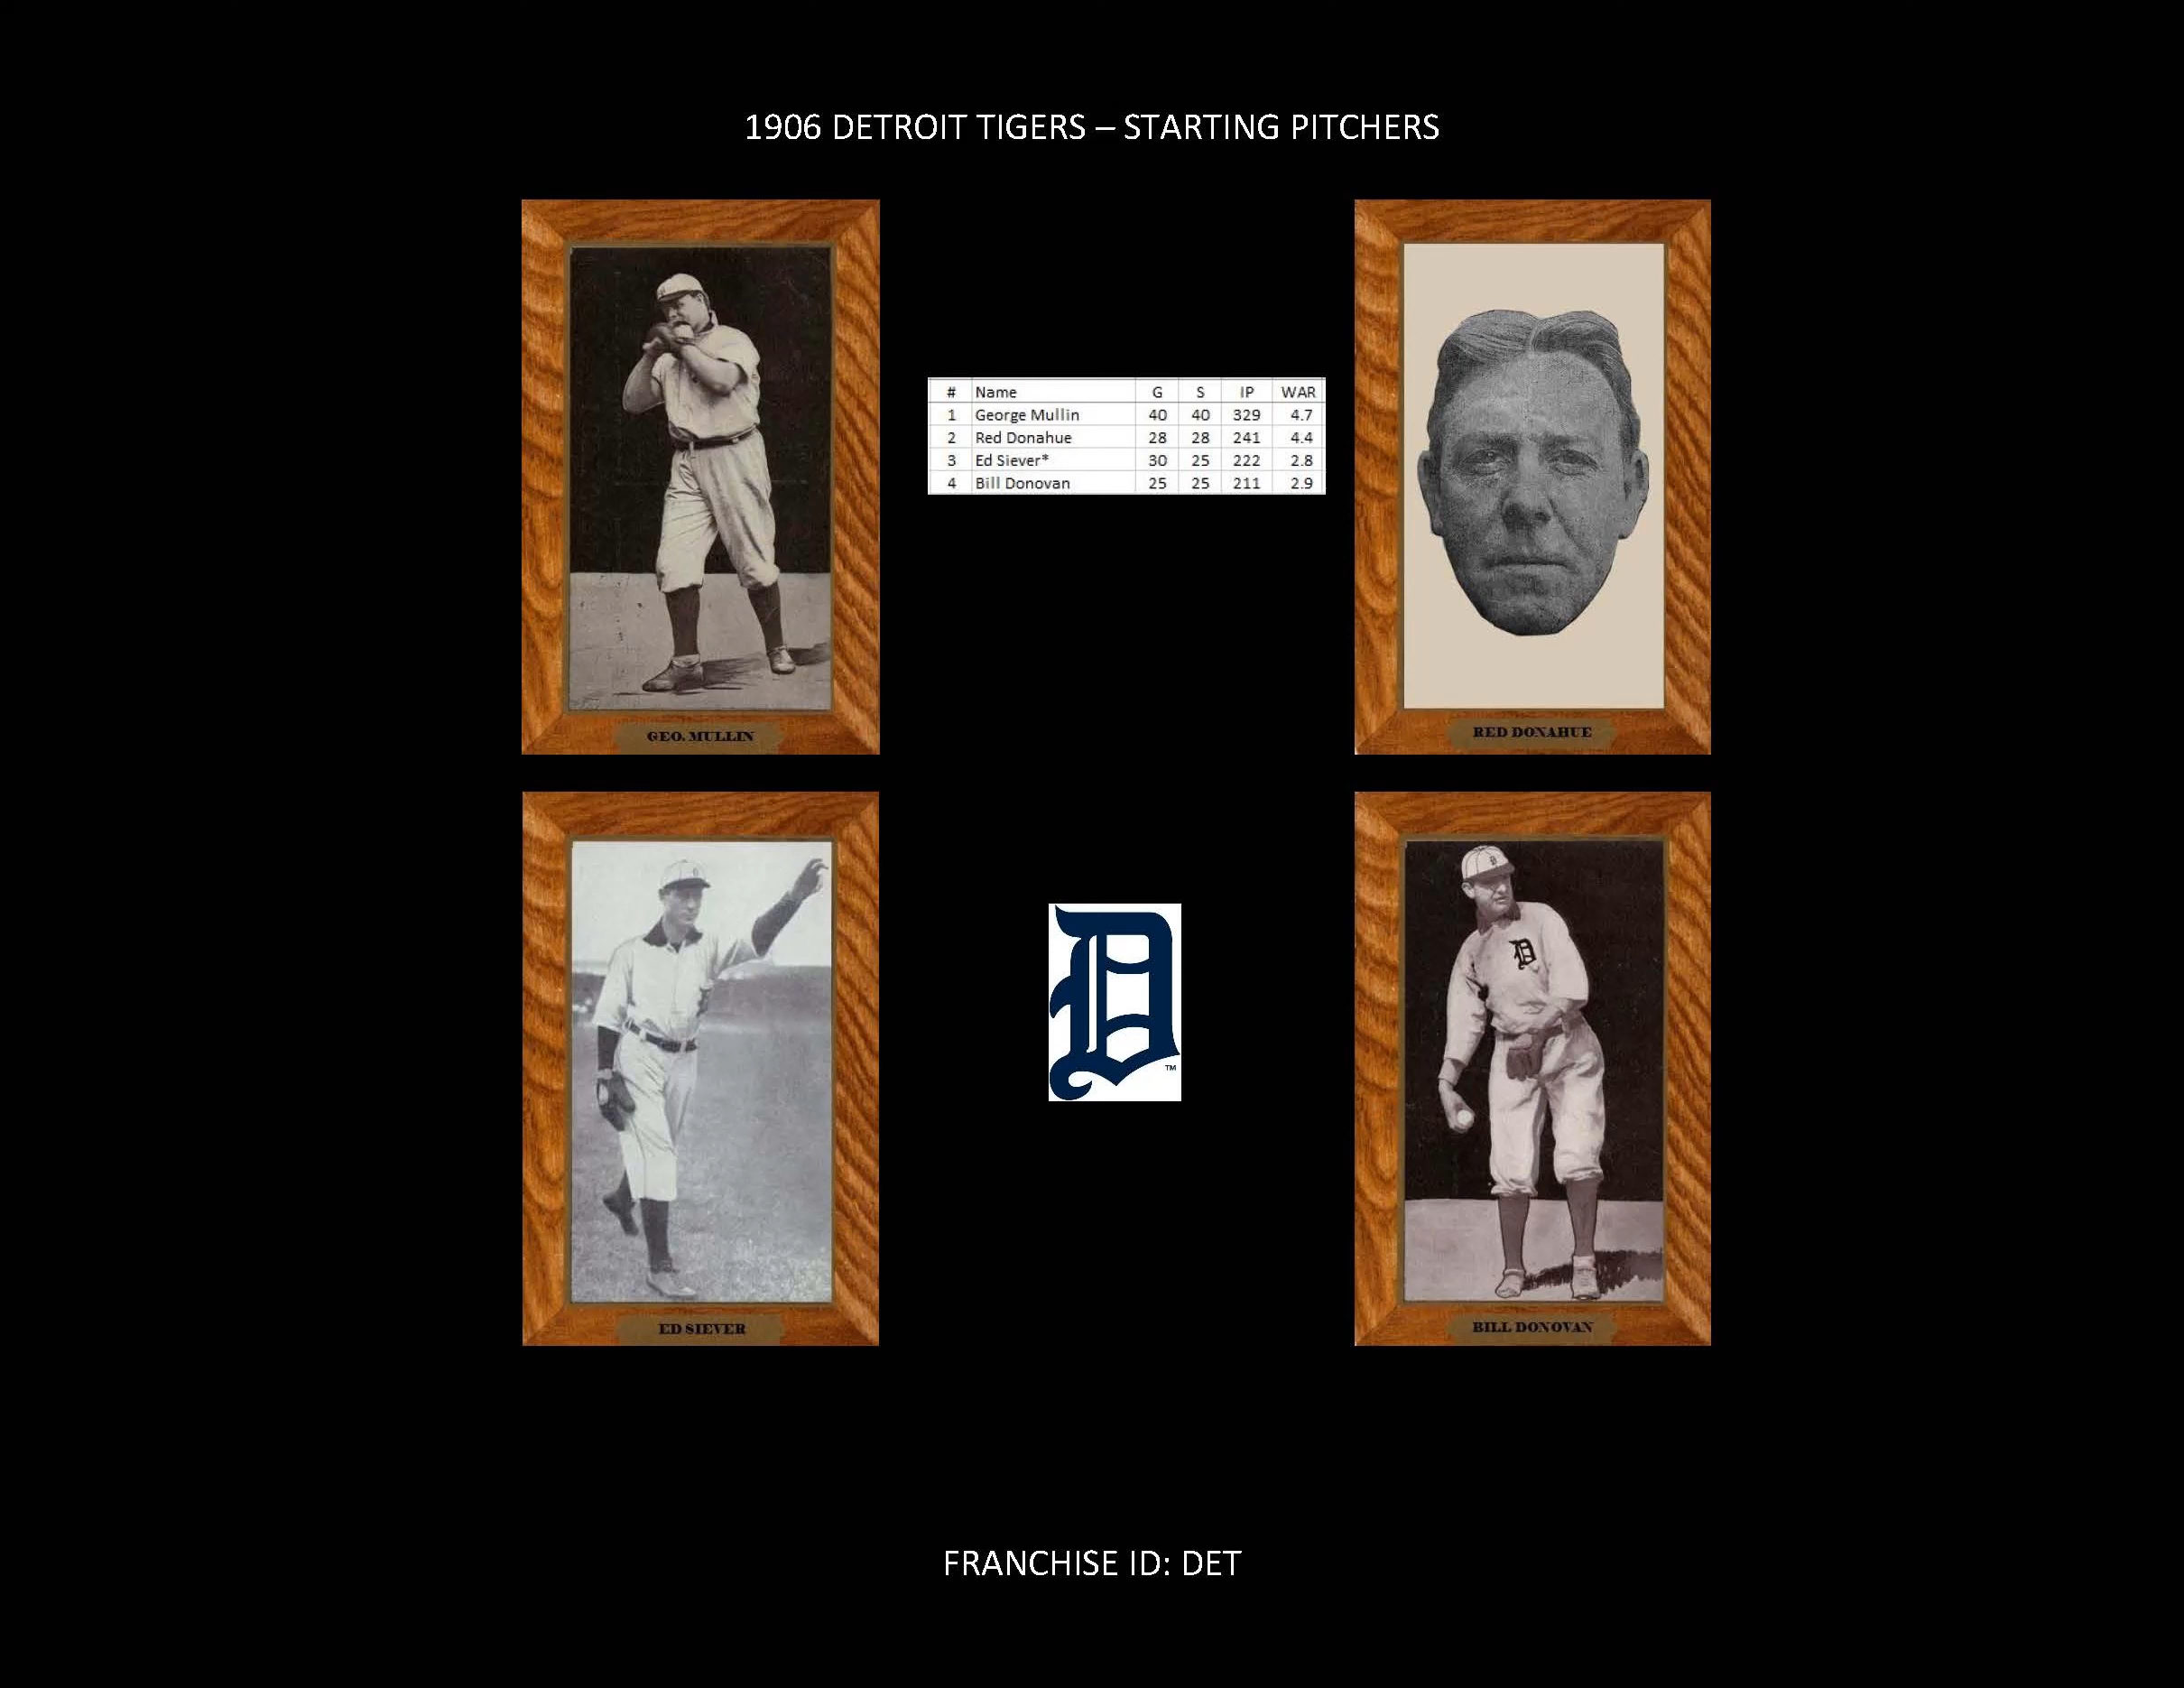 1906 DETROIT TIGERS – STARTING PITCHERS
# Name G S IP WAR
1 George Mullin 40 40 329 4.7
2 Red Donahue 28 28 241 4.4
3 Ed Siever* 30 25 222 2.8
4 Bill Donovan 25 25 211 2.9
GEO. MULLIN
RED DONAHUE
D
TM
D
ED SIEVER
BILL DONOVAN
FRANCHISE ID: DET